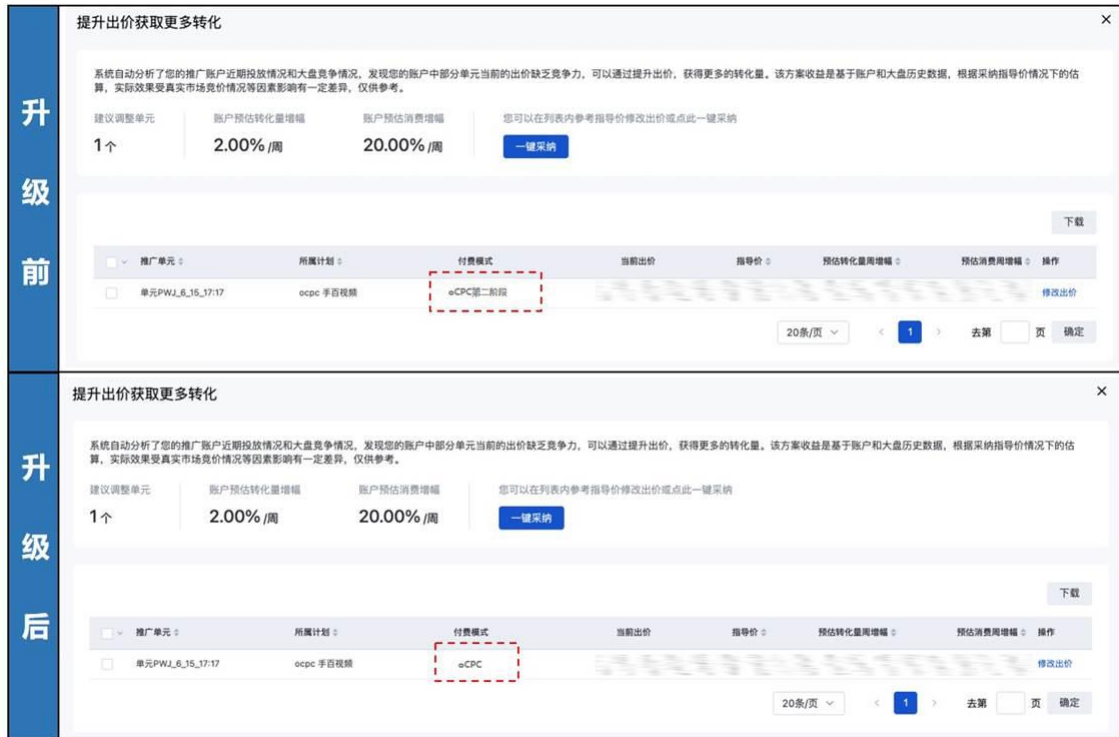 升级前
提升出价获取更多转化
系统自动分析了您的推广账户近期投放情况和大盘竞争情况，发现您的账户中部分单元当前的出价缺乏竞争力，可以通过提升出价，获得更多的转化量。该方案收益是基于账户和大盘历史数据，根据采纳指导价情况下的估
算，实际效果受真实市场竞价情况等因素影响有一定差异，仅供参考。
建议调整单元 账户预估转化量增幅 账户预估消费增幅 您可以在列表内参考指导价修改出价或点此一键采纳
1个 2.00% /周 20.00% /周 一键采纳
下载
推广单元 所属计划 付费模式 当前出价 指导价 预估转化量周增幅 预估消费周增幅 操作
单元PWJ_6_15_17:17 ocpc 手百视频 oCPC第二阶段 修改出价
20条/页 < 1 > 去第 页 确定
升级后
提升出价获取更多转化
系统自动分析了您的推广账户近期投放情况和大盘竞争情况，发现您的账户中部分单元当前的出价缺乏竞争力，可以通过提升出价，获得更多的转化量。该方案收益是基于账户和大盘历史数据，根据采纳指导价情况下的估
算，实际效果受真实市场竞价情况等因素影响有一定差异，仅供参考。
建议调整单元 账户预估转化量增幅 账户预估消费增幅 您可以在列表内参考指导价修改出价或点此一键采纳
1个 2.00% /周 20.00% /周 一键采纳
下载
推广单元 所属计划 付费模式 当前出价 指导价 预估转化量周增幅 预估消费周增幅 操作
单元PWJ_6_15_17:17 ocpc 手百视频 oCPC 修改出价
20条/页 < 1 > 去第 页 确定